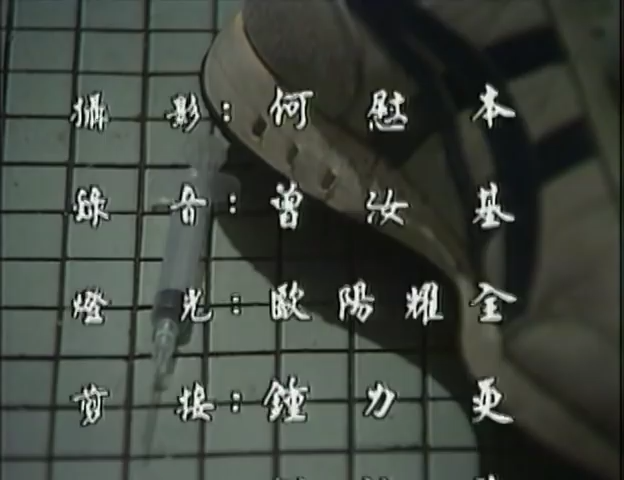 攝影：何慰本
錄音：曾汝基
燈光：歐陽耀全
剪接：鍾力更